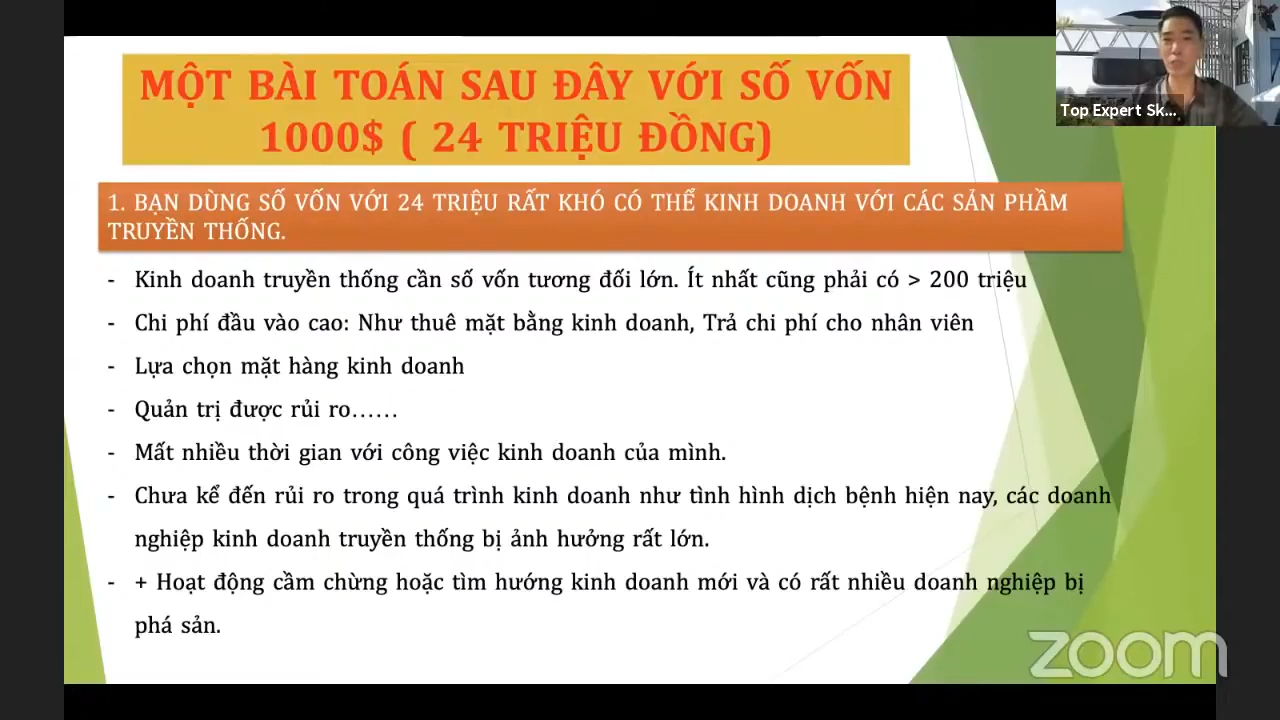 MỘT BÀI TOÁN SAU ĐÂY VỚI SỐ VỐN
1000$ ( 24 TRIỆU ĐỒNG)
Top Expert Sk...
1. BẠN DÙNG SỐ VỐN VỚI 24 TRIỆU RẤT KHÓ CÓ THỂ KINH DOANH VỚI CÁC SẢN PHẦM
TRUYỀN THỐNG.
- Kinh doanh truyền thống cần số vốn tương đối lớn. Ít nhất cũng phải có > 200 triệu
- Chi phí đầu vào cao: Như thuê mặt bằng kinh doanh, Trả chi phí cho nhân viên
- Lựa chọn mặt hàng kinh doanh
- Quản trị được rủi ro……
- Mất nhiều thời gian với công việc kinh doanh của mình.
- Chưa kể đến rủi ro trong quá trình kinh doanh như tình hình dịch bệnh hiện nay, các doanh
nghiệp kinh doanh truyền thống bị ảnh hưởng rất lớn.
- + Hoạt động cầm chừng hoặc tìm hướng kinh doanh mới và có rất nhiều doanh nghiệp bị
phá sản.
zoom